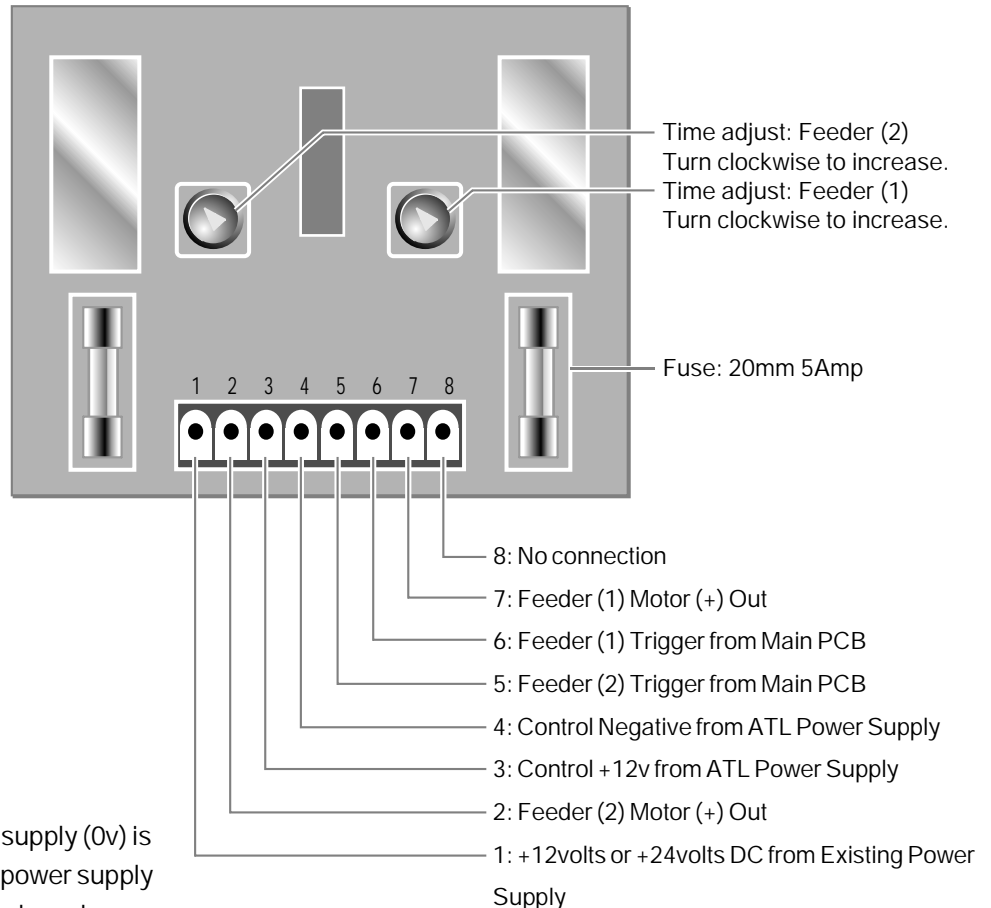 Time adjust: Feeder (2)
Turn clockwise to increase.
Time adjust: Feeder (1)
Turn clockwise to increase.
Fuse: 20mm 5Amp
1 2 3 4 5 6 7 8
8: No connection
7: Feeder (1) Motor (+) Out
6: Feeder (1) Trigger from Main PCB
5: Feeder (2) Trigger from Main PCB
4: Control Negative from ATL Power Supply
3: Control +12v from ATL Power Supply
2: Feeder (2) Motor (+) Out
1: +12volts or +24volts DC from Existing Power
Supply
supply (0v) is
power supply